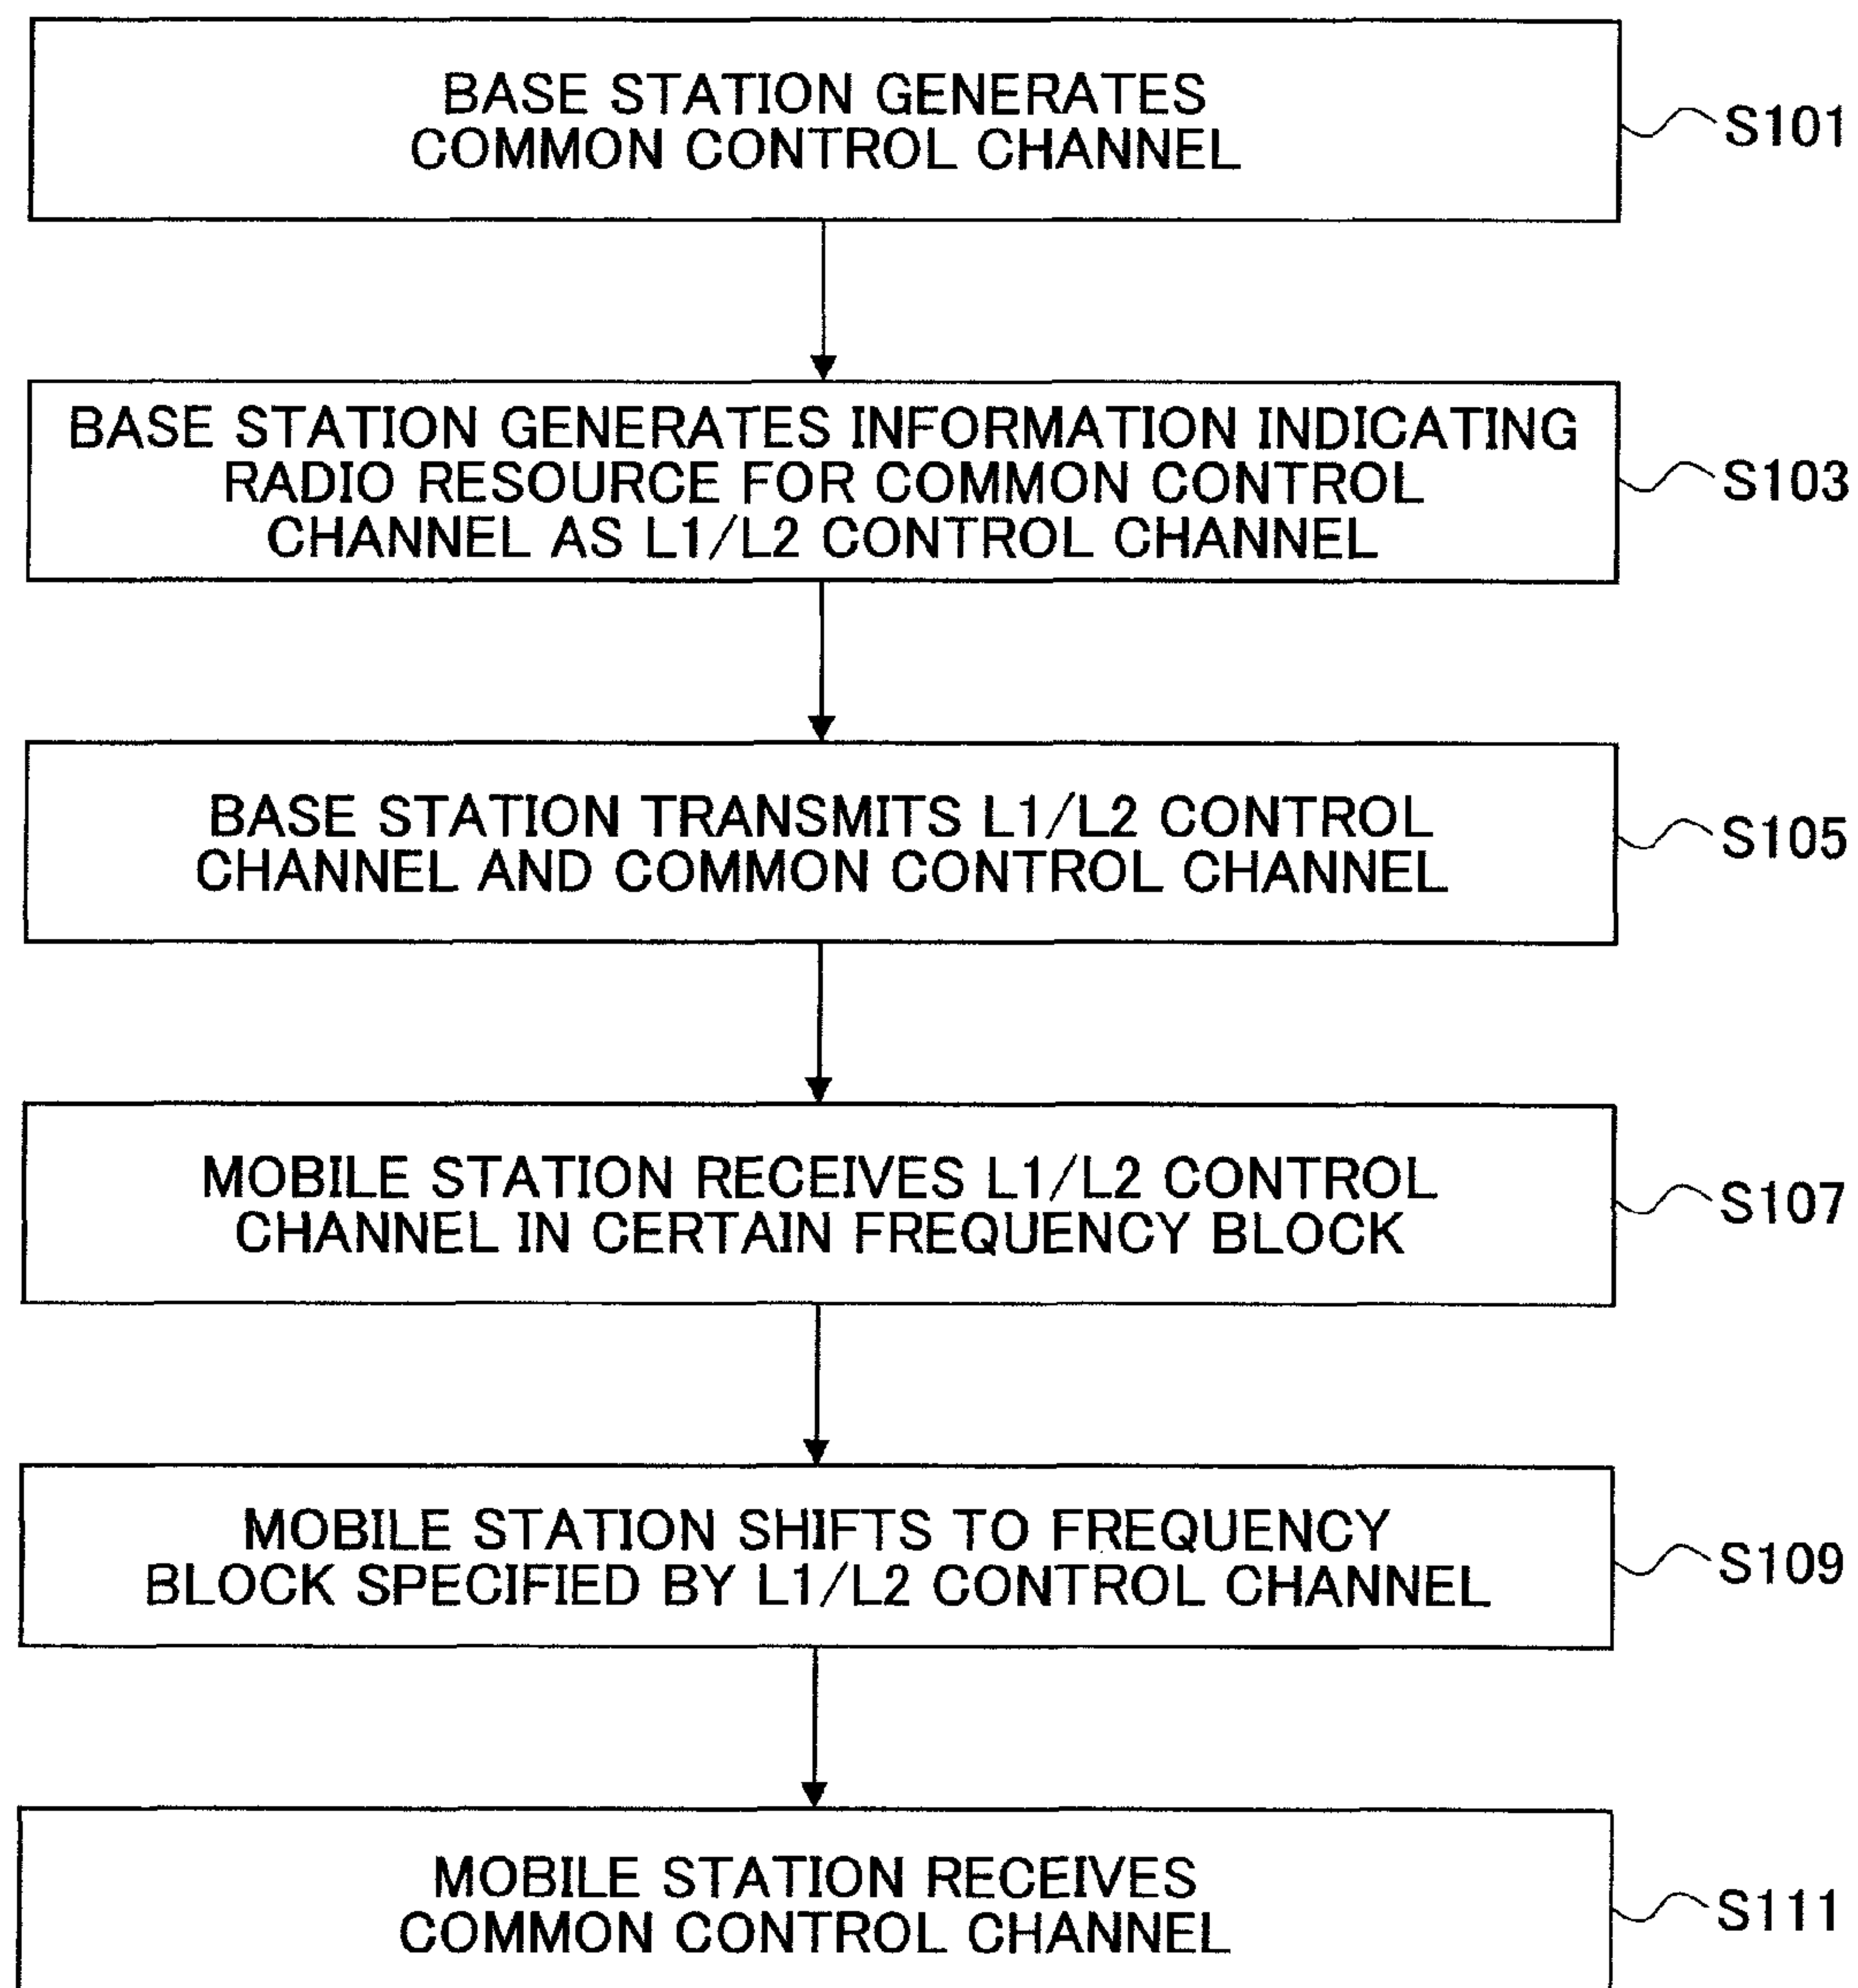 BASE STATION GENERATES
COMMON CONTROL CHANNEL
S101
BASE STATION GENERATES INFORMATION INDICATING
RADIO RESOURCE FOR COMMON CONTROL
CHANNEL AS L1/L2 CONTROL CHANNEL
S103
BASE STATION TRANSMITS L1/L2 CONTROL
CHANNEL AND COMMON CONTROL CHANNEL
S105
MOBILE STATION RECEIVES L1/L2 CONTROL
CHANNEL IN CERTAIN FREQUENCY BLOCK
S107
MOBILE STATION SHIFTS TO FREQUENCY
BLOCK SPECIFIED BY L1/L2 CONTROL CHANNEL
S109
MOBILE STATION RECEIVES
COMMON CONTROL CHANNEL
S111